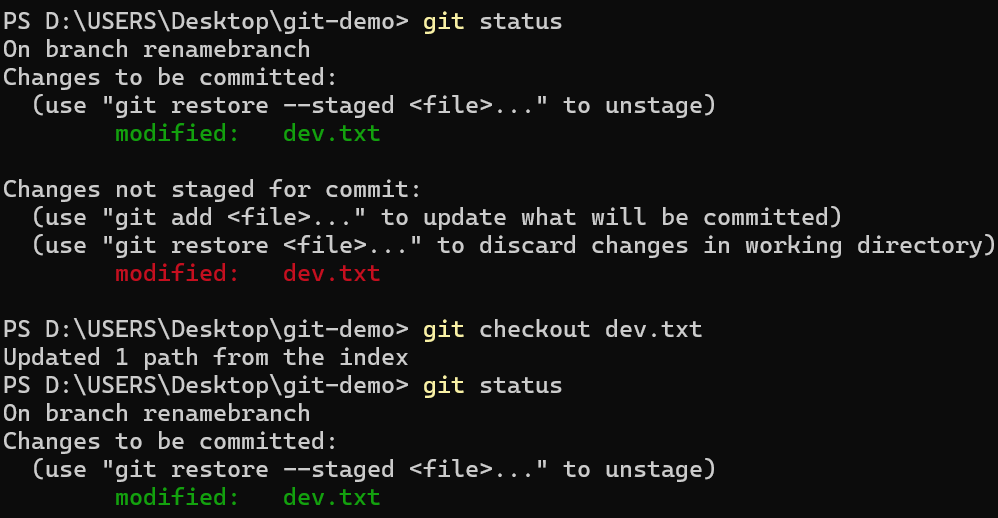 PS D:\USERS\Desktop\git-demo> git status
On branch renamebranch
Changes to be committed:
  (use "git restore --staged <file>..." to unstage)
        modified:   dev.txt

Changes not staged for commit:
  (use "git add <file>..." to update what will be committed)
  (use "git restore <file>..." to discard changes in working directory)
        modified:   dev.txt

PS D:\USERS\Desktop\git-demo> git checkout dev.txt
Updated 1 path from the index
PS D:\USERS\Desktop\git-demo> git status
On branch renamebranch
Changes to be committed:
  (use "git restore --staged <file>..." to unstage)
        modified:   dev.txt